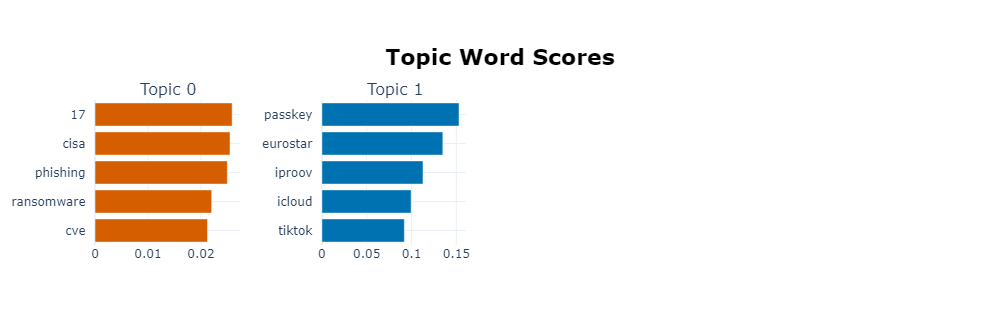 Topic Word Scores
Topic 0
17
cisa
phishing
ransomware
cve
0 0.01 0.02
Topic 1
passkey
eurostar
iproov
icloud
tiktok
0 0.05 0.1 0.15